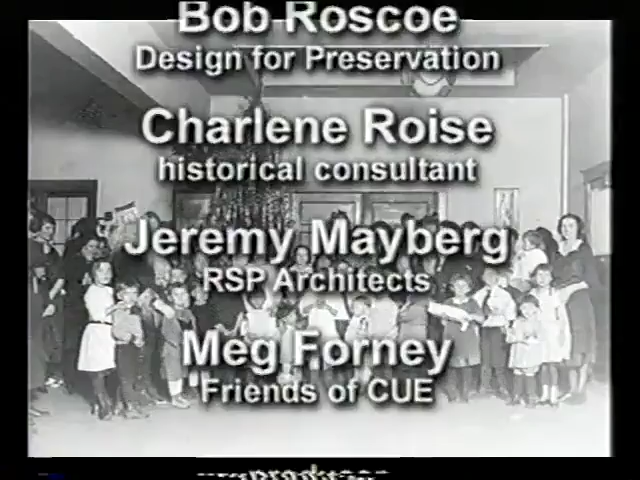 Bob Roscoe
Design for Preservation
Charlene Roise
historical consultant
Jeremy Mayberg
RSP Architects
Meg Forney
Friends of CUE